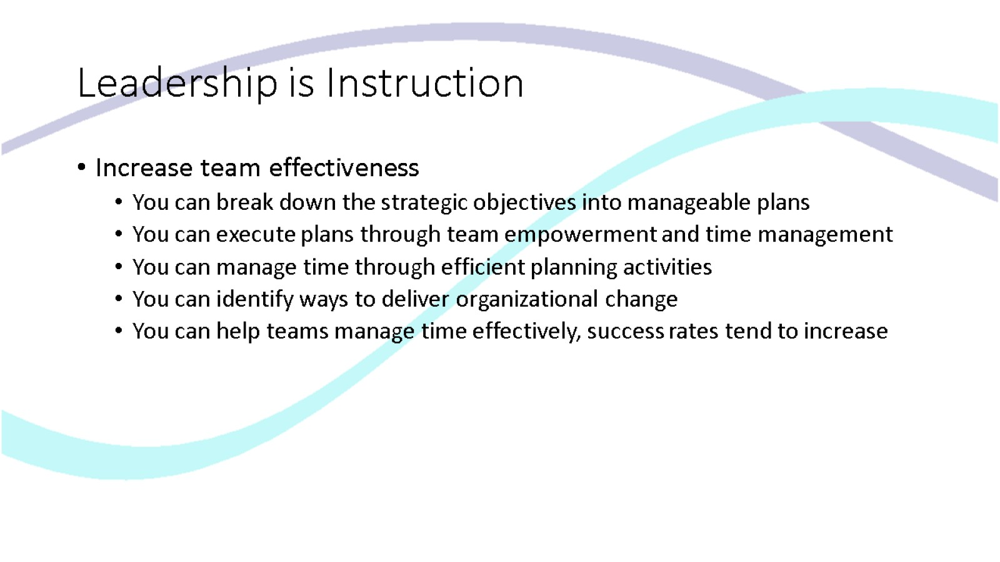 Leadership is Instruction
• Increase team effectiveness
• You can break down the strategic objectives into manageable plans
• You can execute plans through team empowerment and time management
• You can manage time through efficient planning activities
• You can identify ways to deliver organizational change
• You can help teams manage time effectively, success rates tend to increase